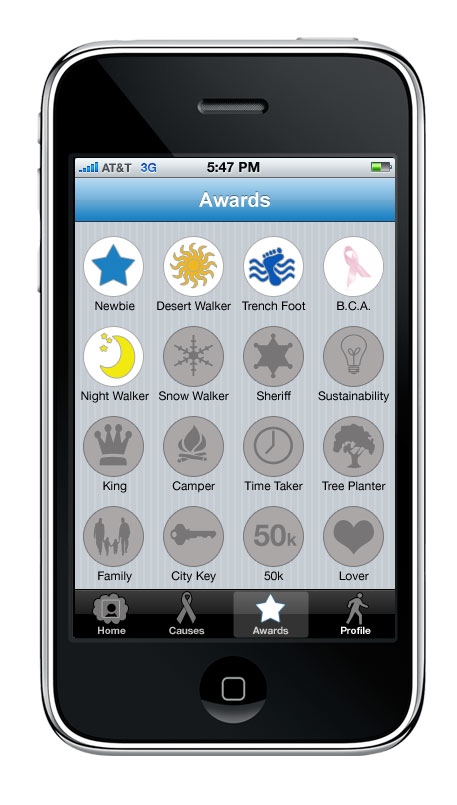 AT&T 3G 5:47 PM
Awards
Newbie Desert Walker Trench Foot B.C.A.
Night Walker Snow Walker Sheriff Sustainability
King Camper Time Taker Tree Planter
50k
Family City Key 50k Lover
Home Causes Awards Profile